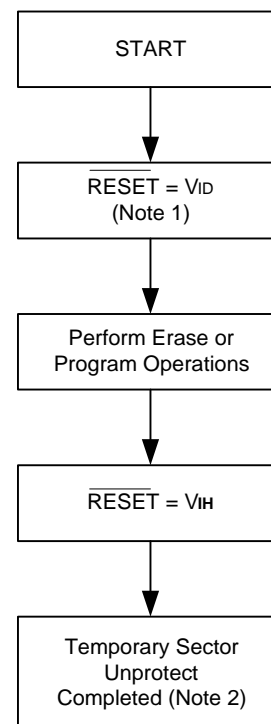 START
RESET = VID
(Note 1)
Perform Erase or
Program Operations
RESET = VIH
Temporary Sector
Unprotect
Completed (Note 2)